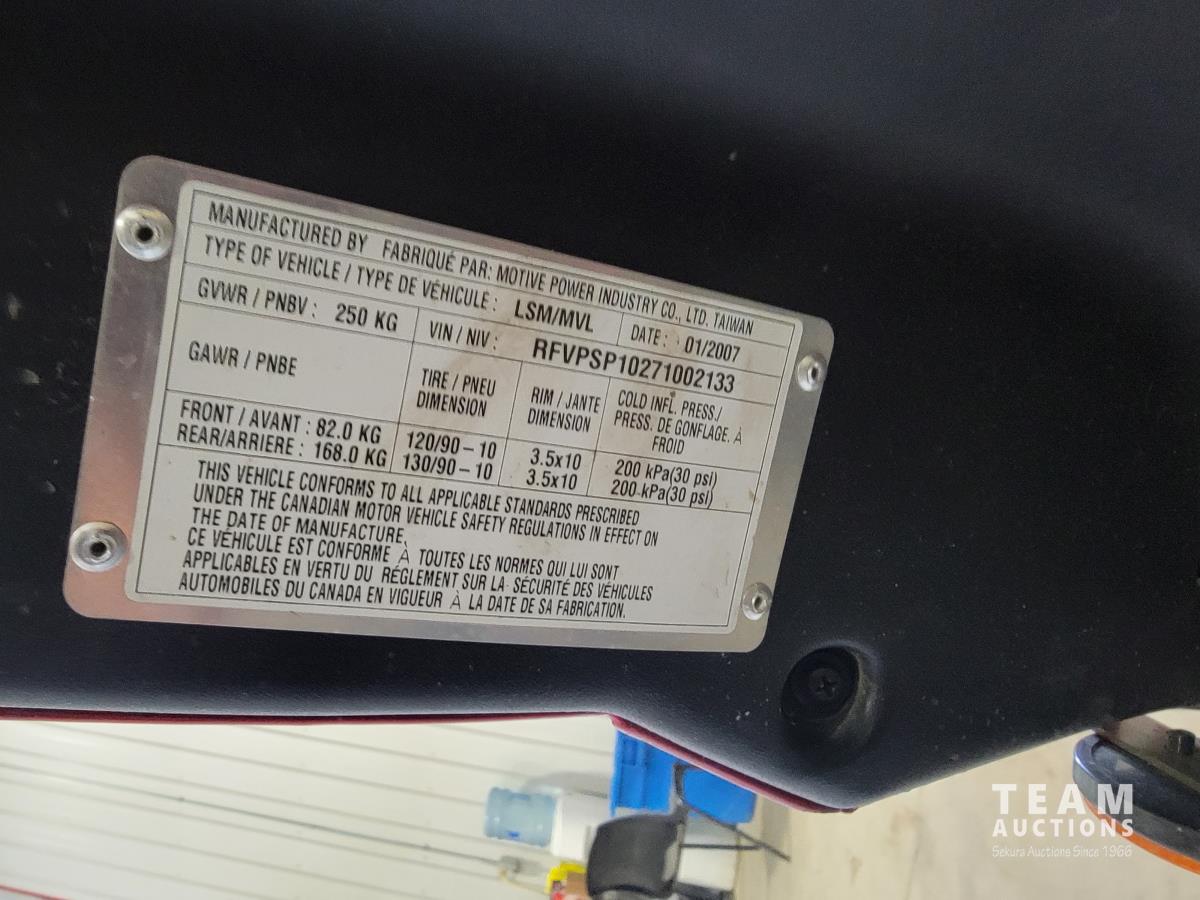 MANUFACTURED BY FABRIQUÉ PAR: MOTIVE POWER INDUSTRY CO., LTD. TAIWAN
TYPE OF VEHICLE / TYPE DE VÉHICULE : LSM/MVL DATE : 01/2007
GVWR / PNBV : 250 KG VIN / NIV : RFVPSP10271002133
GAWR / PNBE
TIRE / PNEU
DIMENSION
RIM / JANTE
DIMENSION
COLD INFL. PRESS./
PRESS. DE GONFLAGE. À
FROID
FRONT / AVANT : 82.0 KG 120/90 – 10 3.5x10 200 kPa(30 psi)
REAR/ARRIERE : 168.0 KG 130/90 – 10 3.5x10 200-kPa(30 psi)
THIS VEHICLE CONFORMS TO ALL APPLICABLE STANDARDS PRESCRIBED
UNDER THE CANADIAN MOTOR VEHICLE SAFETY REGULATIONS IN EFFECT ON
THE DATE OF MANUFACTURE.
CE VÉHICULE EST CONFORME À TOUTES LES NORMES QUI LUI SONT
APPLICABLES EN VERTU DU RÉGLEMENT SUR LA SÉCURITÉ DES VÉHICULES
AUTOMOBILES DU CANADA EN VIGUEUR À LA DATE DE SA FABRICATION.
TEAM
AUCTIONS
Sekura Auctions Since 1966